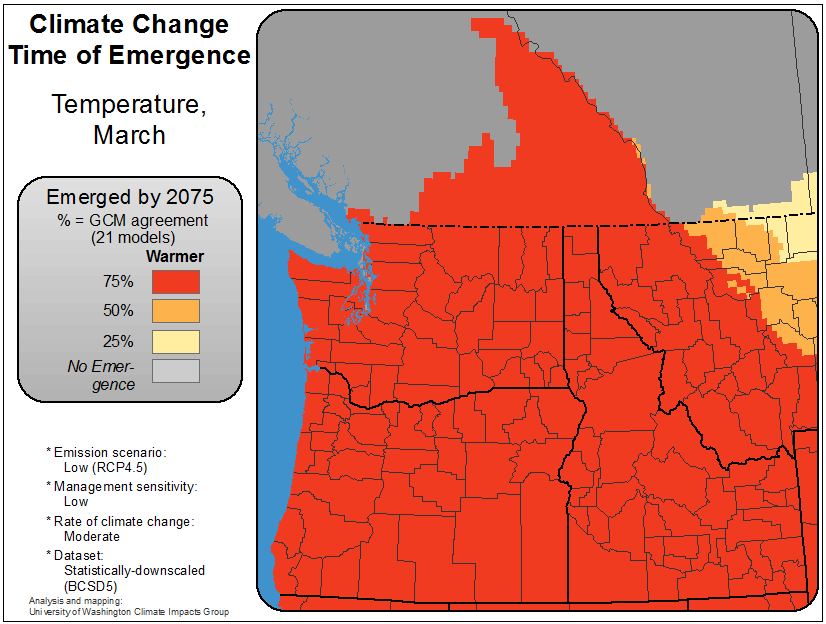 Climate Change
Time of Emergence
Temperature,
March
Emerged by 2075
% = GCM agreement
(21 models)
Warmer
75%
50%
25%
No Emer-
gence
* Emission scenario:
Low (RCP4.5)
* Management sensitivity:
Low
* Rate of climate change:
Moderate
* Dataset:
Statistically-downscaled
(BCSD5)
Analysis and mapping:
University of Washington Climate Impacts Group